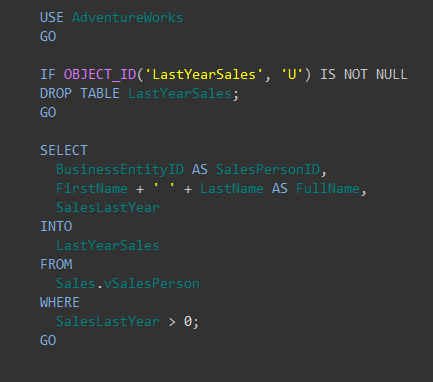 USE AdventureWorks
GO
IF OBJECT_ID('LastYearSales', 'U') IS NOT NULL
DROP TABLE LastYearSales;
GO
SELECT
BusinessEntityID AS SalesPersonID,
FirstName + ' ' + LastName AS FullName,
SalesLastYear
INTO
LastYearSales
FROM
Sales.vSalesPerson
WHERE
SalesLastYear > 0;
GO